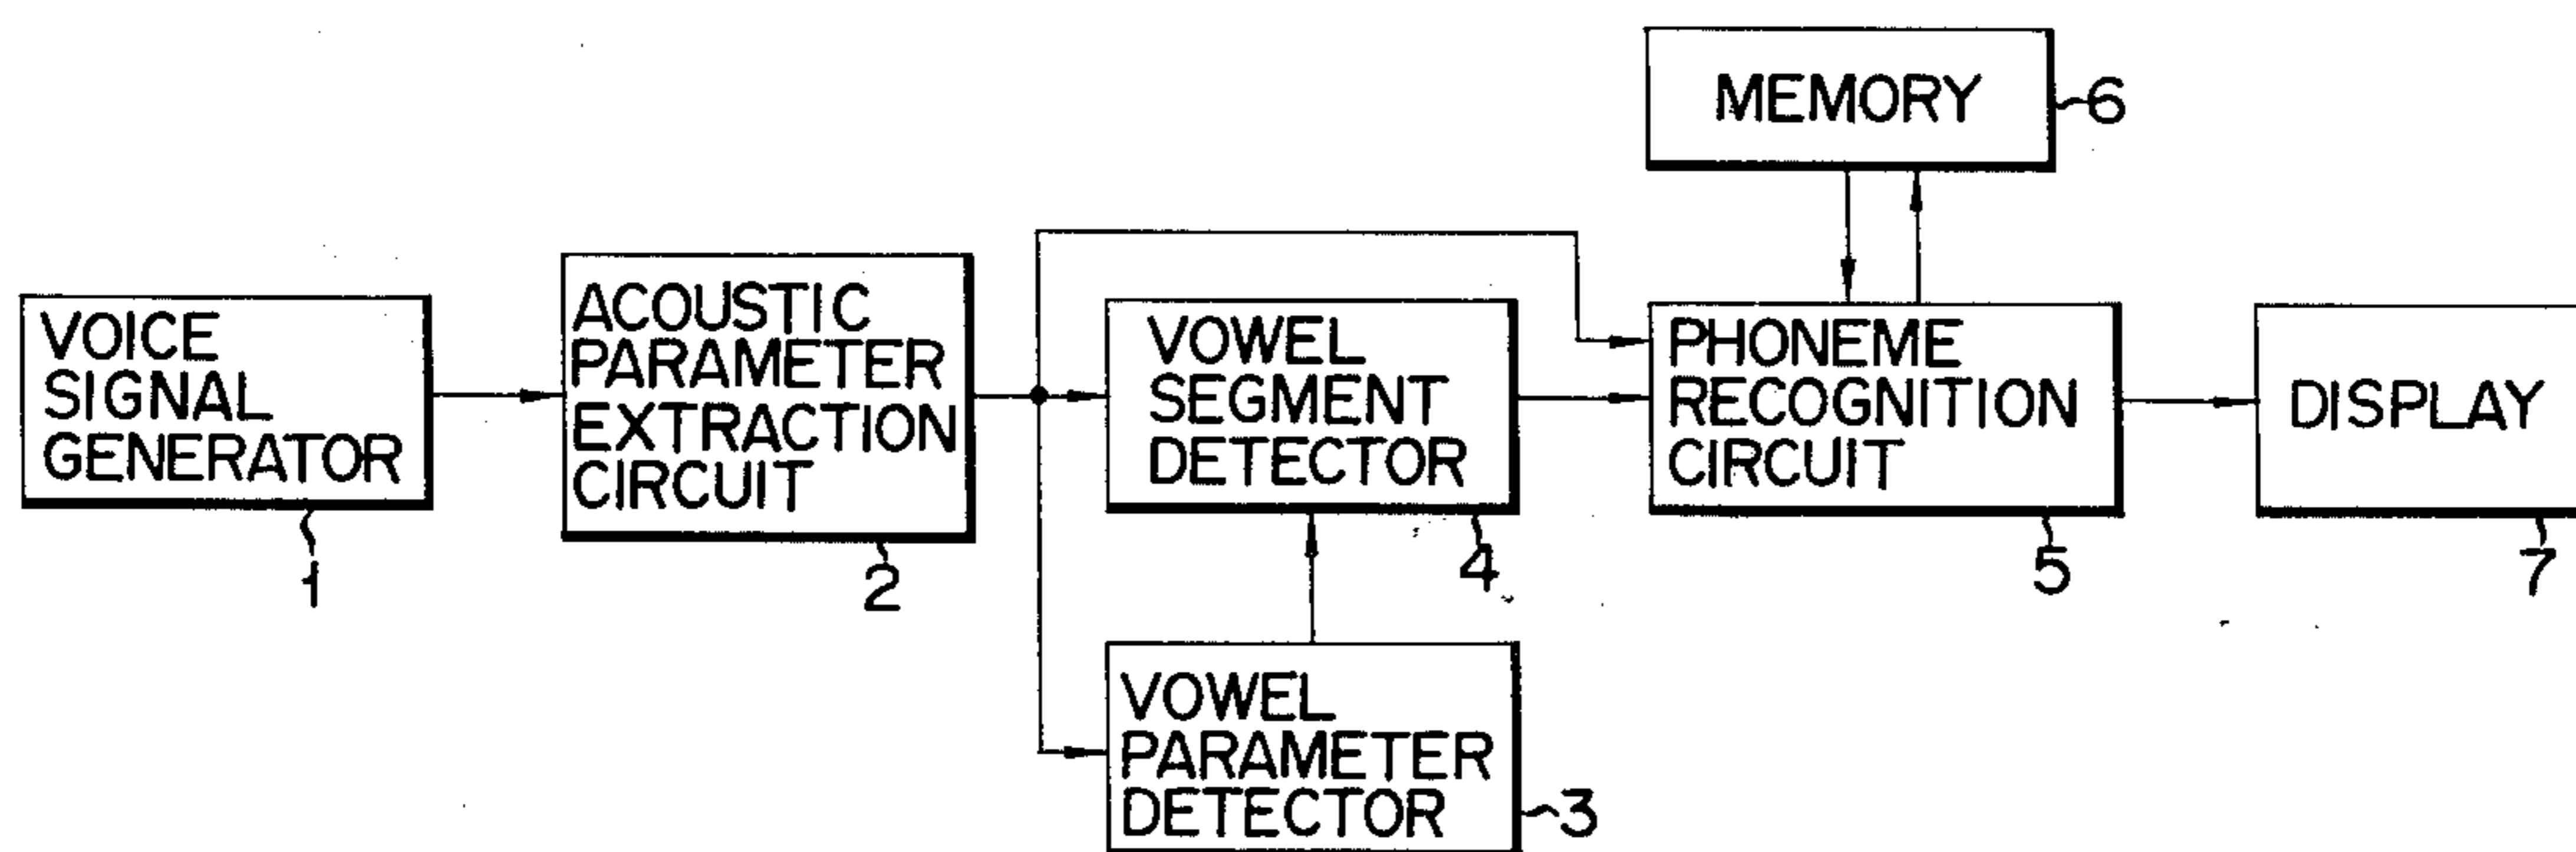 VOICE
SIGNAL
GENERATOR
1
ACOUSTIC
PARAMETER
EXTRACTION
CIRCUIT
2
VOWEL
SEGMENT
DETECTOR
4
VOWEL
PARAMETER
DETECTOR
3
MEMORY
6
PHONEME
RECOGNITION
CIRCUIT
5
DISPLAY
7